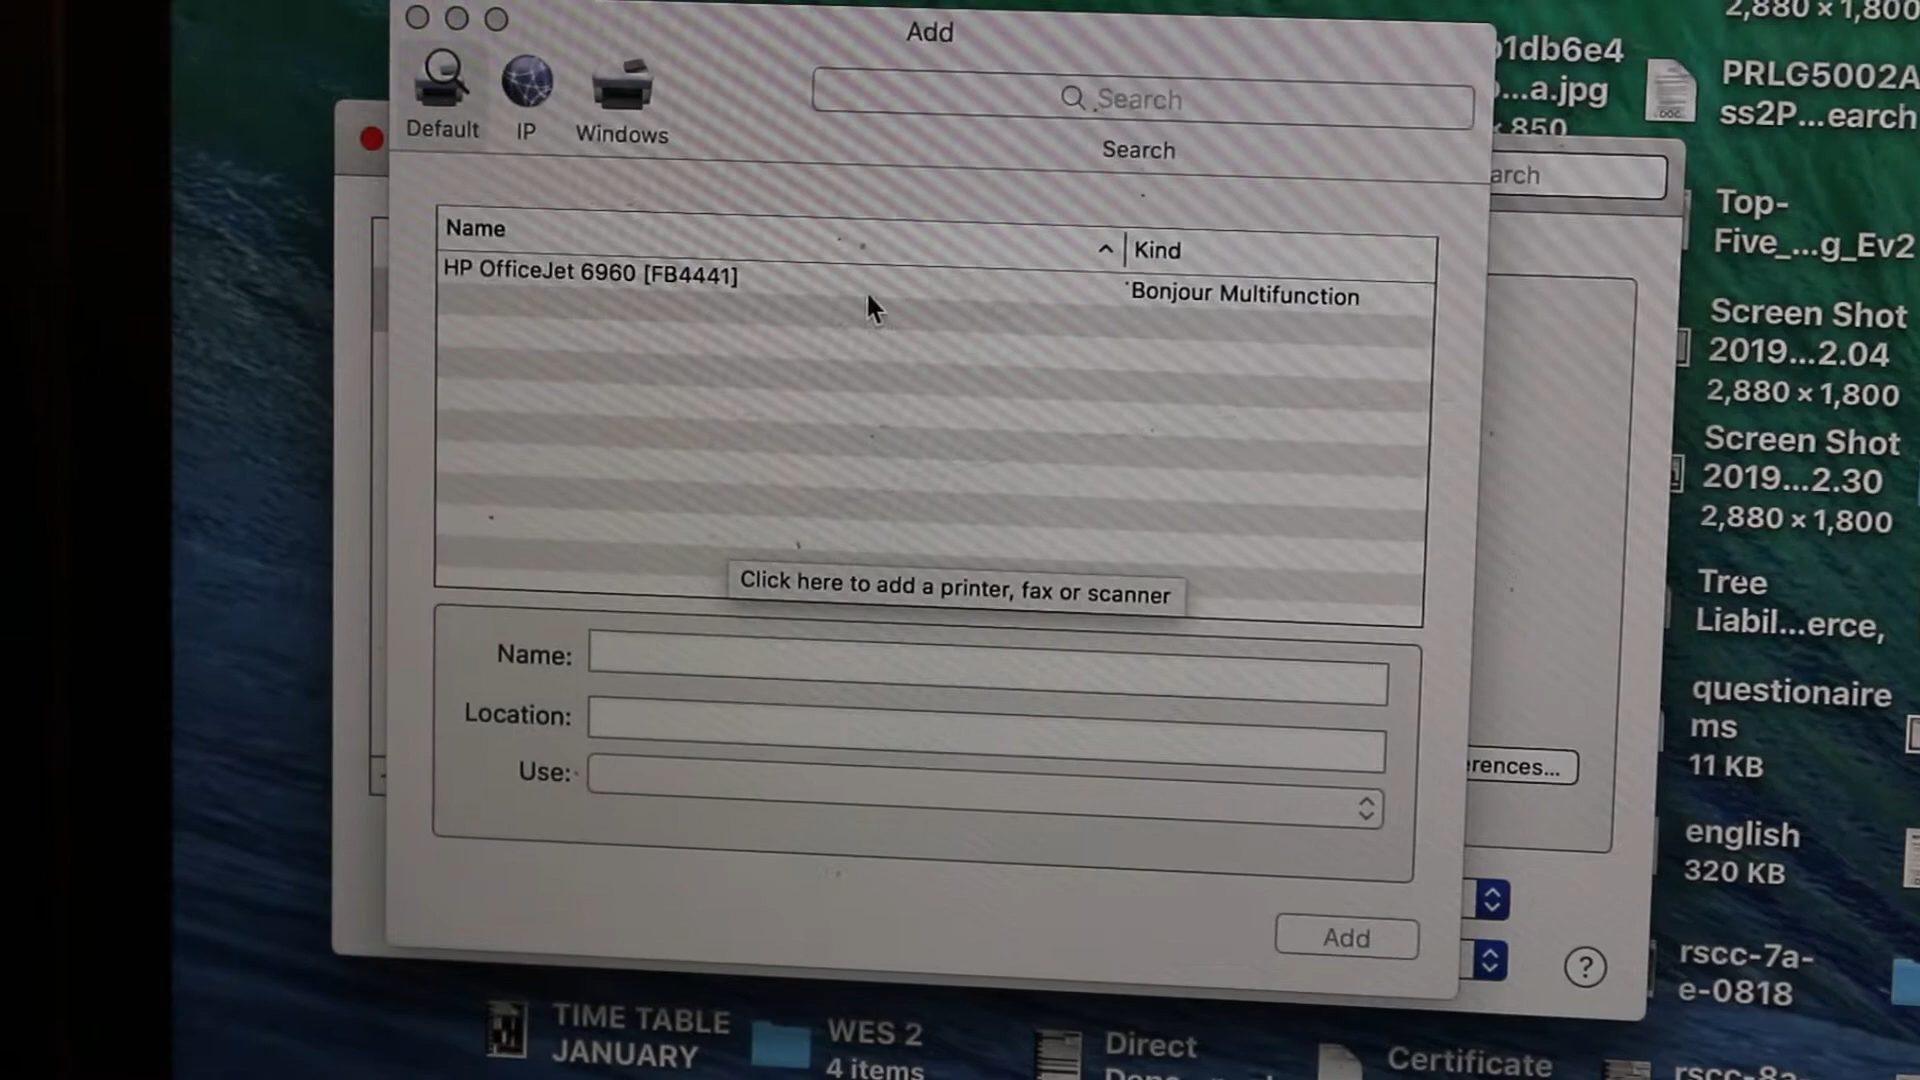 Add
Default
IP
Windows
Search
Search
Name
Kind
HP OfficeJet 6960 [FB4441]
Bonjour Multifunction
Click here to add a printer, fax or scanner
Name:
Location:
Use:
Add
arch
rences...
?
2,880 × 1,800
1db6e4
...a.jpg
850
PRLG5002A
ss2P...earch
Top-
Five_...g_Ev2
Screen Shot
2019...2.04
2,880 × 1,800
Screen Shot
2019...2.30
2,880 × 1,800
Tree
Liabil...erce,
questionaire
ms
11 KB
english
320 KB
rscc-7a-
e-0818
TIME TABLE
JANUARY
WES 2
4 items
Direct
Certificate
rscc-8a